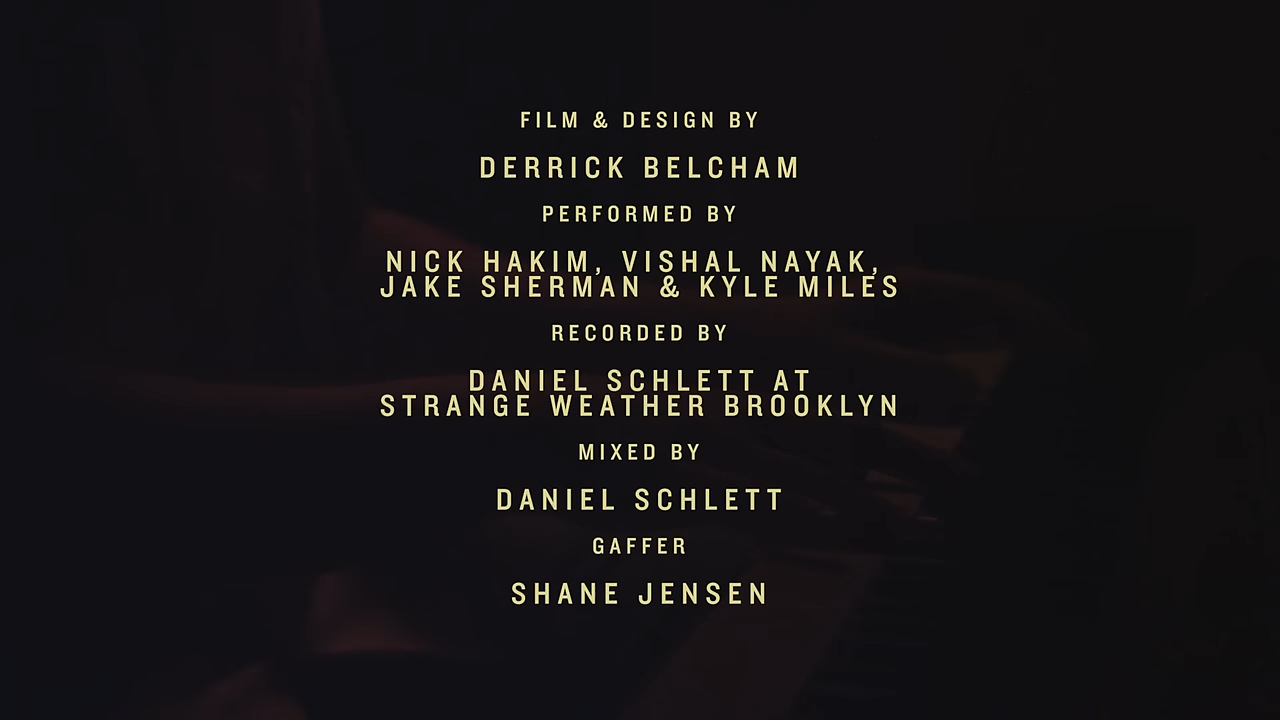 FILM & DESIGN BY
DERRICK BELCHAM
PERFORMED BY
NICK HAKIM, VISHAL NAYAK,
JAKE SHERMAN & KYLE MILES
RECORDED BY
DANIEL SCHLETT AT
STRANGE WEATHER BROOKLYN
MIXED BY
DANIEL SCHLETT
GAFFER
SHANE JENSEN